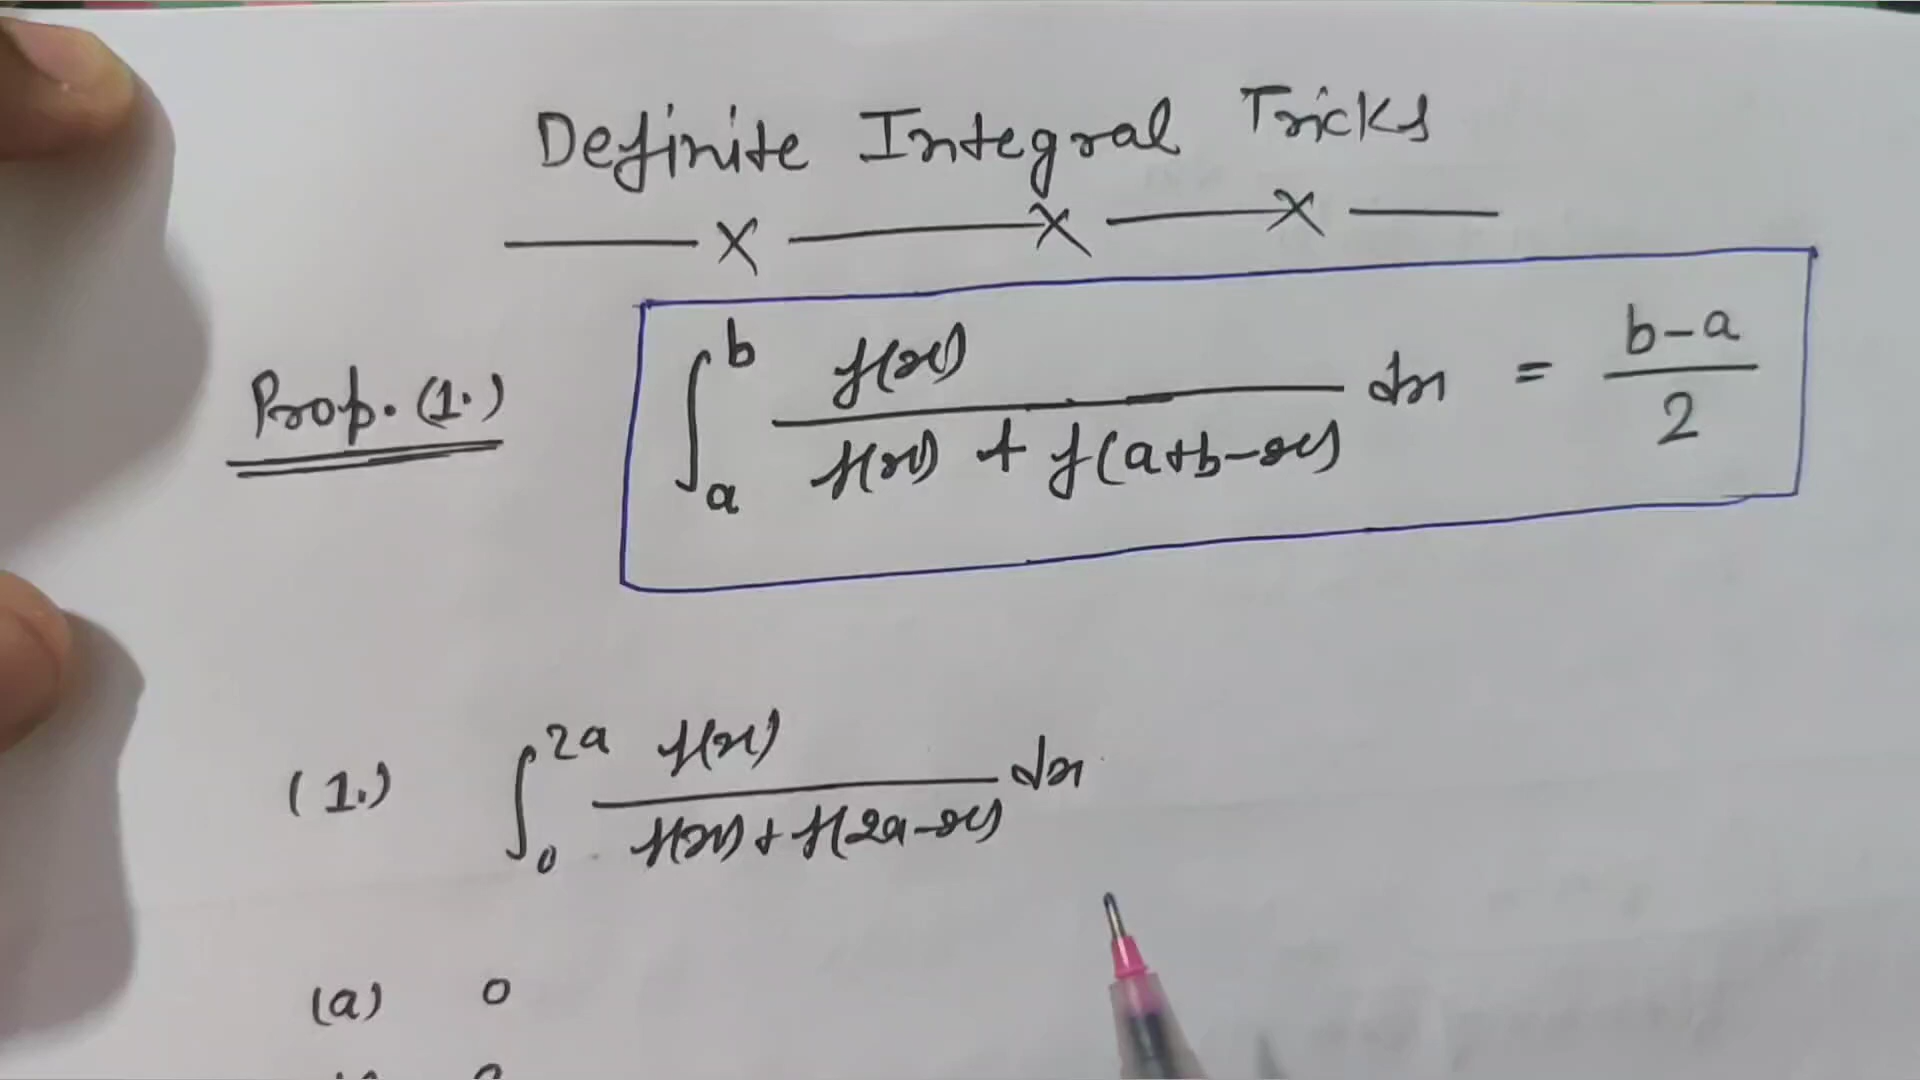 Definite Integral Tricks
—— X —— X —— X ——
Prop. (1.) ∫_a^b f(x) / (f(x) + f(a+b-x)) dx = (b-a)/2
(1.) ∫_0^{2a} f(x) / (f(x) + f(2a-x)) dx
(a) 0